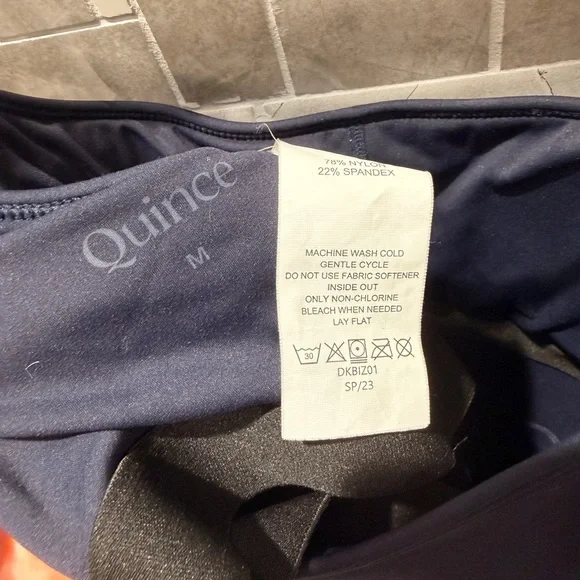 Quince
M
78% NYLON
22% SPANDEX
MACHINE WASH COLD
GENTLE CYCLE
DO NOT USE FABRIC SOFTENER
INSIDE OUT
ONLY NON-CHLORINE
BLEACH WHEN NEEDED
LAY FLAT
30
DKBIZ01
SP/23